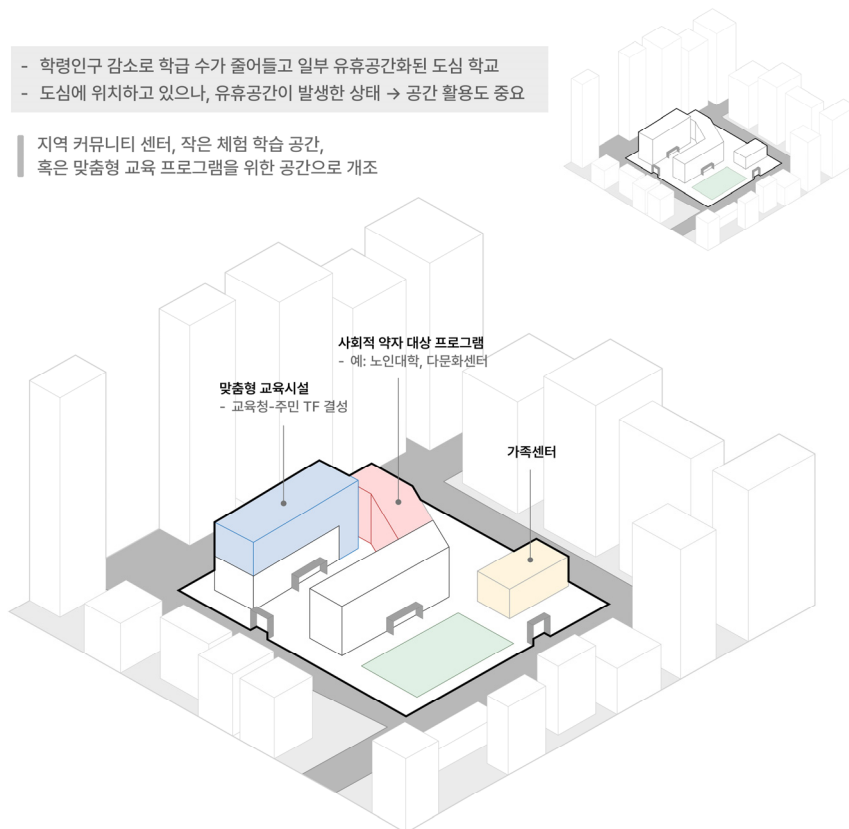 - 학령인구 감소로 학급 수가 줄어들고 일부 유휴공간화된 도심 학교
- 도심에 위치하고 있으나, 유휴공간이 발생한 상태 → 공간 활용도 중요
지역 커뮤니티 센터, 작은 체험 학습 공간,
혹은 맞춤형 교육 프로그램을 위한 공간으로 개조
사회적 약자 대상 프로그램
- 예: 노인대학, 다문화센터
맞춤형 교육시설
- 교육청-주민 TF 결성
가족센터